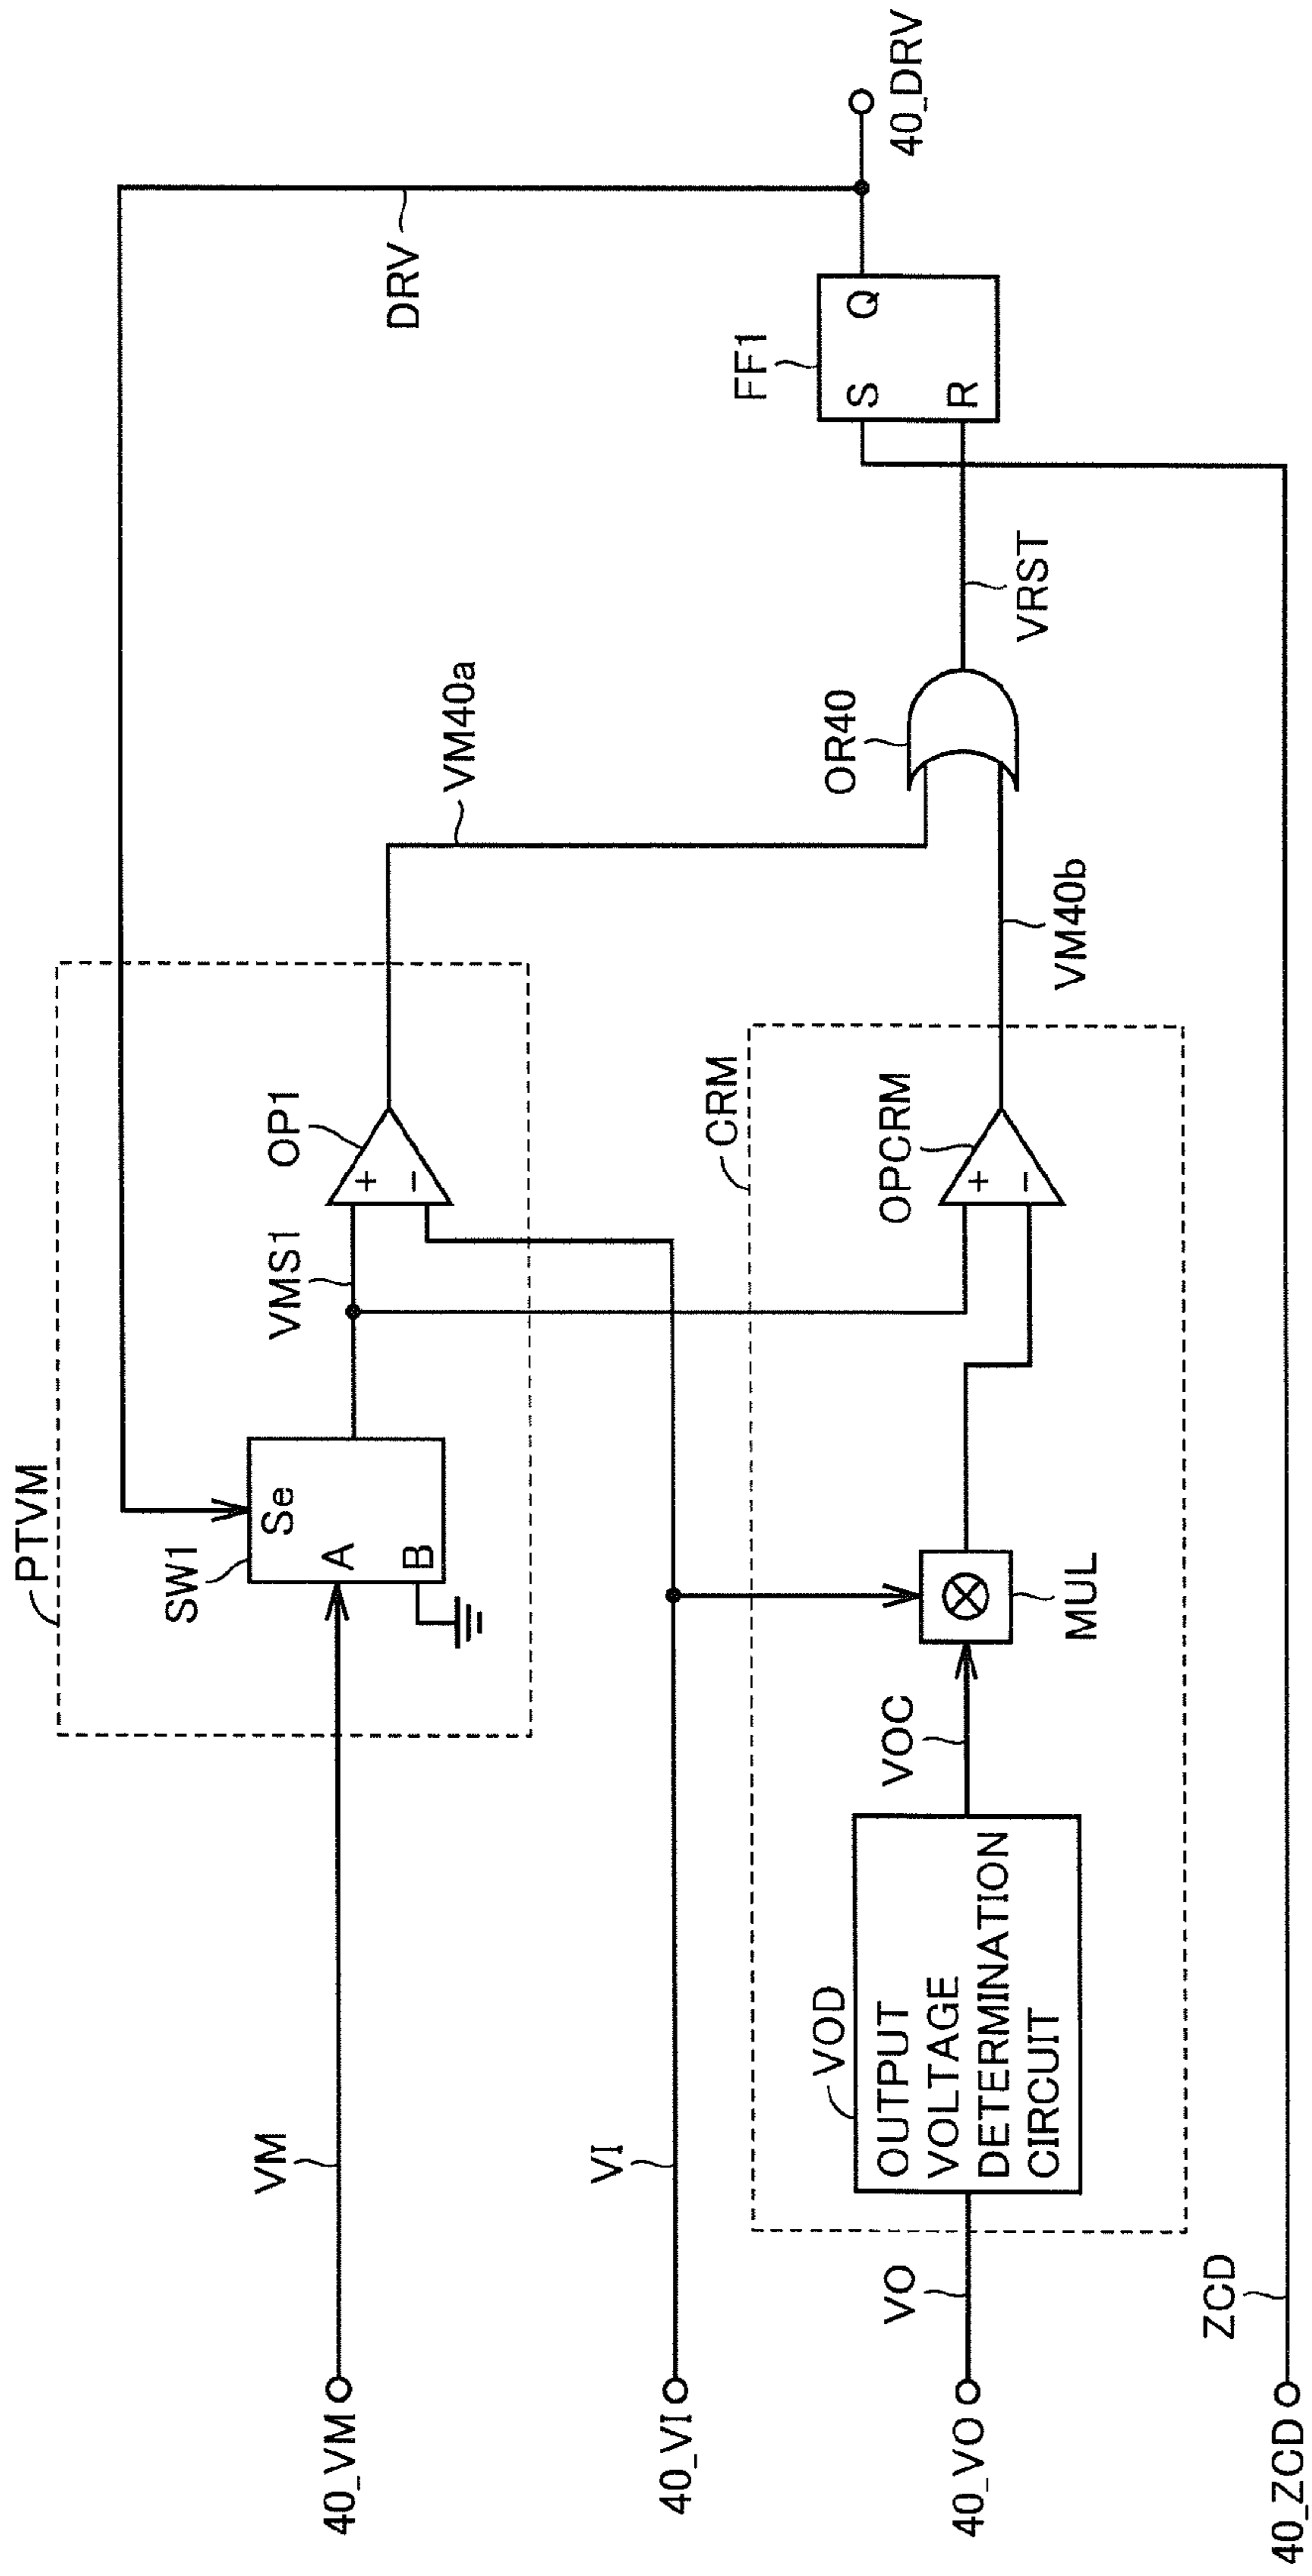 PTVM
SW1
Se
A
B
VMS1
OP1
+
−
DRV
VM
40_VM
VM40a
VI
40_VI
CRM
VOD
OUTPUT
VOLTAGE
DETERMINATION
CIRCUIT
VO
40_VO
VOC
MUL
OPCRM
+
−
VM40b
OR40
VRST
FF1
S
R
Q
40_DRV
ZCD
40_ZCD